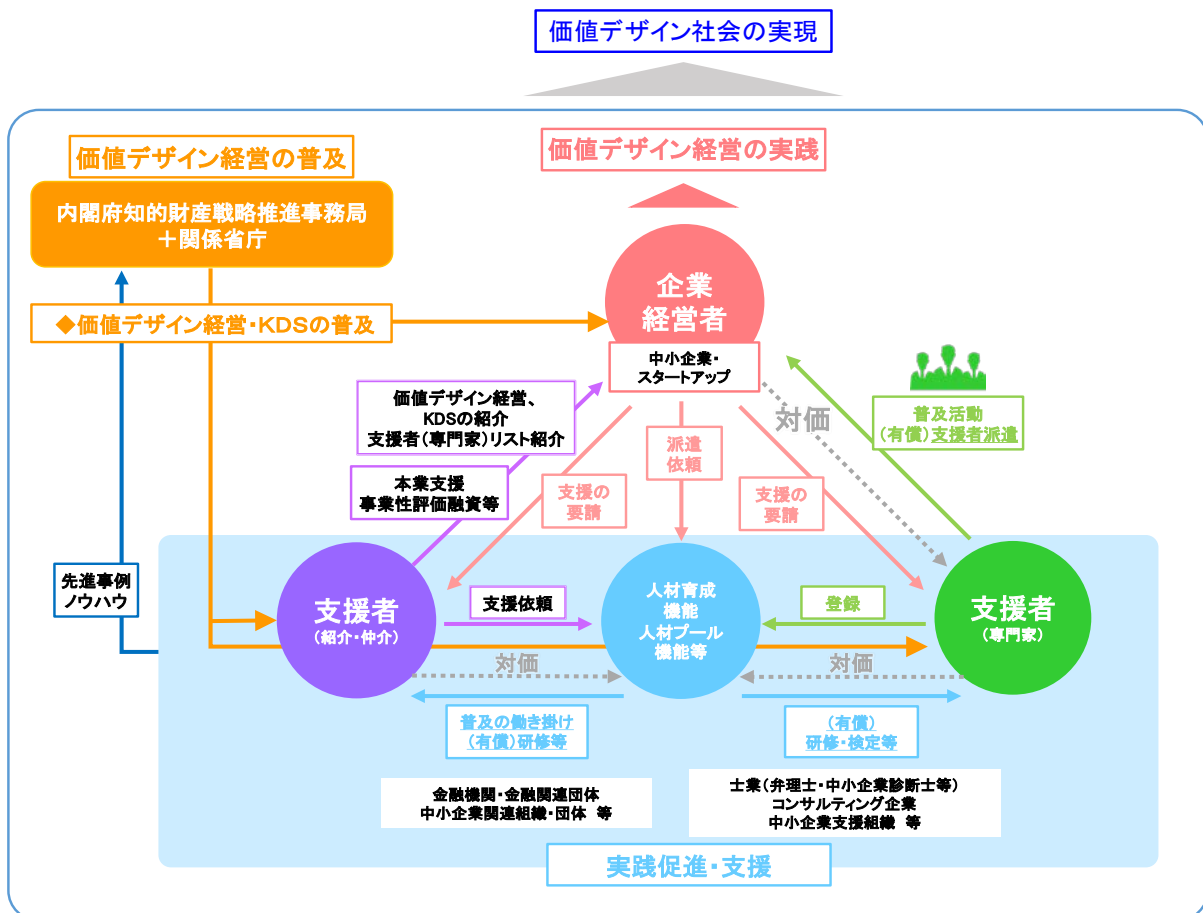 価値デザイン社会の実現
価値デザイン経営の普及
価値デザイン経営の実践
内閣府知的財産戦略推進事務局
＋関係省庁
企業
経営者
◆価値デザイン経営・KDSの普及
中小企業・
スタートアップ
価値デザイン経営、
KDSの紹介
支援者（専門家）リスト紹介
対価
普及活動
（有償）支援者派遣
派遣
依頼
本業支援
事業性評価融資等
支援の
要請
支援の
要請
先進事例
ノウハウ
支援者
（紹介・仲介）
支援依頼
人材育成
機能
人材プール
機能等
登録
支援者
（専門家）
対価
対価
普及の働き掛け
（有償）研修等
（有償）
研修・検定等
金融機関・金融関連団体
中小企業関連組織・団体　等
士業（弁理士・中小企業診断士等）
コンサルティング企業
中小企業支援組織　等
実践促進・支援